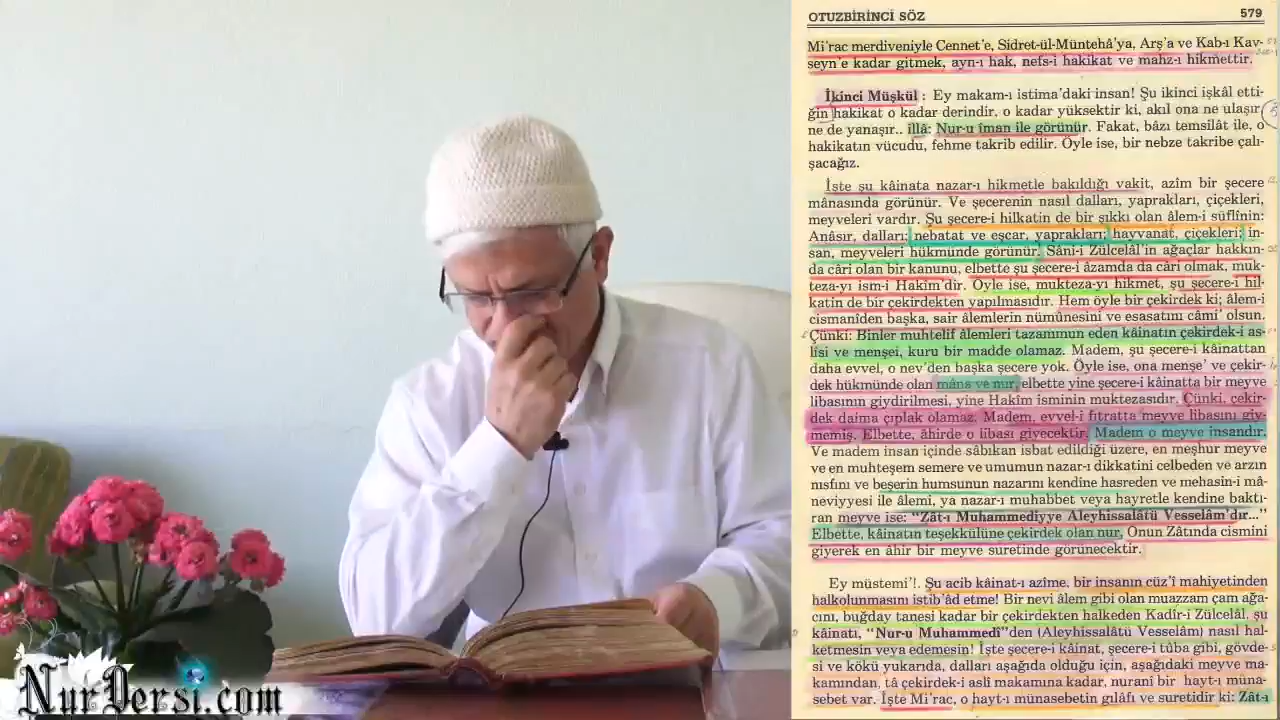 OTUZBİRİNCİ SÖZ 579
Mi'rac merdiveniyle Cennet'e, Sidret-ül-Müntehâ'ya, Arş'a ve Kab-ı Kav-
seyn'e kadar gitmek, ayn-ı hak, nefs-i hakikat ve mahz-ı hikmettir.
İkinci Müşkül : Ey makam-ı istima'daki insan! Şu ikinci işkâl etti-
ğin hakikat o kadar derindir, o kadar yüksektir ki, akıl ona ne ulaşır,
ne de yanaşır.. illâ: Nur-u îman ile görünür. Fakat, bâzı temsilât ile, o
hakikatın vücudu, fehme takrib edilir. Öyle ise, bir nebze takribe çalı-
şacağız.
İşte şu kâinata nazar-ı hikmetle bakıldığı vakit, azîm bir şecere
mânasında görünür. Ve şecerenin nasıl dalları, yaprakları, çiçekleri,
meyveleri vardır. Şu şecere-i hilkatin de bir şıkkı olan âlem-i süflînin:
Anâsır, dalları; nebatat ve eşcar, yaprakları; hayvanat, çiçekleri; in-
san, meyveleri hükmünde görünür. Sâni-i Zülcelâl'in ağaçlar hakkın-
da câri olan bir kanunu, elbette şu şecere-i âzamda da câri olmak, muk-
teza-yı ism-i Hakîm'dir. Öyle ise, mukteza-yı hikmet, şu şecere-i hil-
katin de bir çekirdekten yapılmasıdır. Hem öyle bir çekirdek ki; âlem-i
cismanîden başka, sair âlemlerin nümûnesini ve esasatını câmi' olsun.
Çünki: Binler muhtelif âlemleri tazammun eden kâinatın çekirdek-i as-
lîsi ve menşei, kuru bir madde olamaz. Madem, şu şecere-i kâinattan
daha evvel, o nev'den başka şecere yok. Öyle ise, ona menşe' ve çekir-
dek hükmünde olan mâna ve nur, elbette yine şecere-i kâinatta bir meyve
libasının giydirilmesi, yine Hakîm isminin muktezasıdır. Çünki, çekir-
dek daima çıplak olamaz. Madem, evvel-i fıtratta meyve libasını giy-
memiş. Elbette, âhirde o libası giyecektir. Madem o meyve insandır.
Ve madem insan içinde sâbıkan isbat edildiği üzere, en meşhur meyve
ve en muhteşem semere ve umumun nazar-ı dikkatini celbeden ve arzın
nısfını ve beşerin humsunun nazarını kendine hasreden ve mehasin-i mâ-
neviyyesi ile âlemi, ya nazar-ı muhabbet veya hayretle kendine baktı-
ran meyve ise: "Zât-ı Muhammediyye Aleyhissalâtü Vesselâm'dır..."
Elbette, kâinatın teşekkülüne çekirdek olan nur, Onun Zâtında cismini
giyerek en âhir bir meyve suretinde görünecektir.
Ey müstemi'!. Şu acib kâinat-ı azîme, bir insanın cüz'î mahiyetinden
halkolunmasını istib'âd etme! Bir nevi âlem gibi olan muazzam çam ağa-
cını, buğday tanesi kadar bir çekirdekten halkeden Kadîr-i Zülcelâl, şu
kâinatı, "Nur-u Muhammedî"den (Aleyhissalâtü Vesselâm) nasıl hal-
ketmesin veya edemesin! İşte şecere-i kâinat, şecere-i tûba gibi, gövde-
si ve kökü yukarıda, dalları aşağıda olduğu için, aşağıdaki meyve ma-
kamından, tâ çekirdek-i aslî makamına kadar, nuranî bir hayt-ı müna-
sebet var. İşte Mi'rac, o hayt-ı münasebetin gılâfı ve suretidir ki: Zât-ı
NurDersi.com